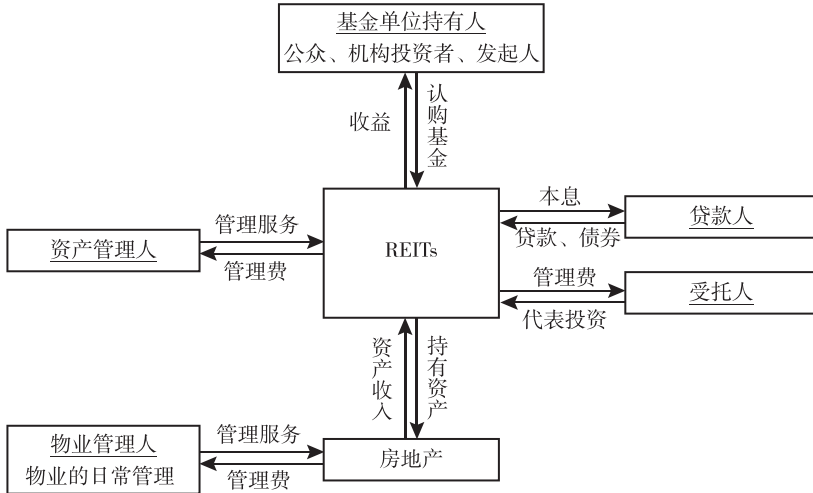 基金单位持有人
公众、机构投资者、发起人
收益
认购基金
本息
贷款人
贷款、债券
管理服务
资产管理人
管理费
REITs
管理费
受托人
代表投资
资产收入
持有资产
物业管理人
物业的日常管理
管理服务
管理费
房地产